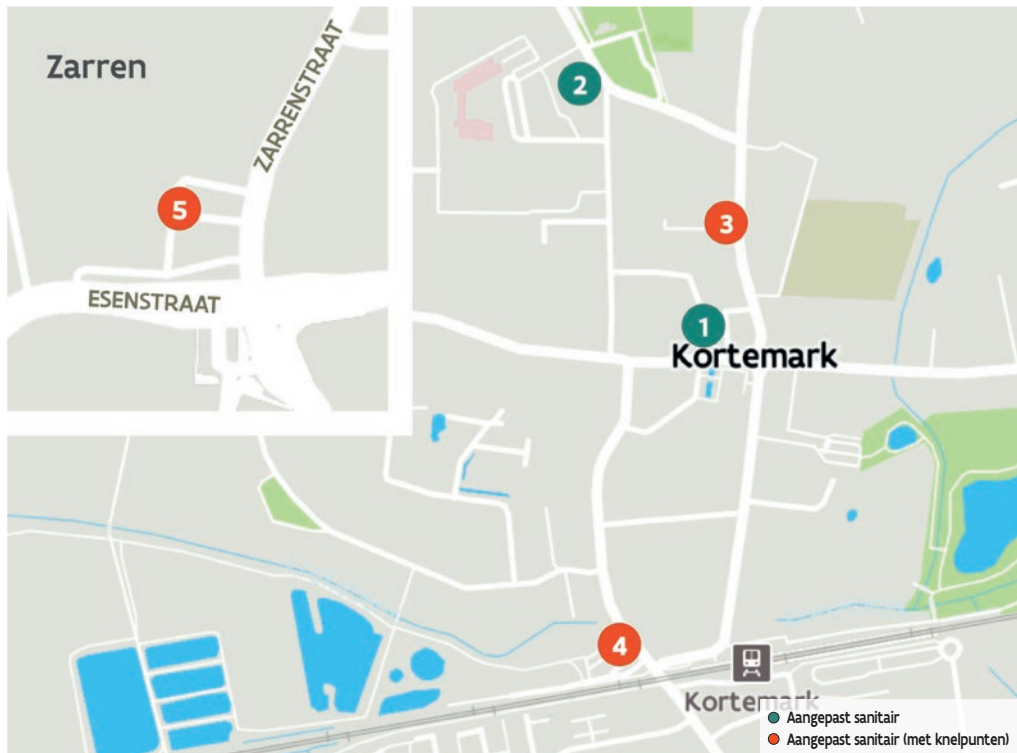 Zarren
ZARRENSTRAAT
2
5
3
ESENSTRAAT
1
Kortemark
4
Kortemark
Aangepast sanitair
Aangepast sanitair (met knelpunten)